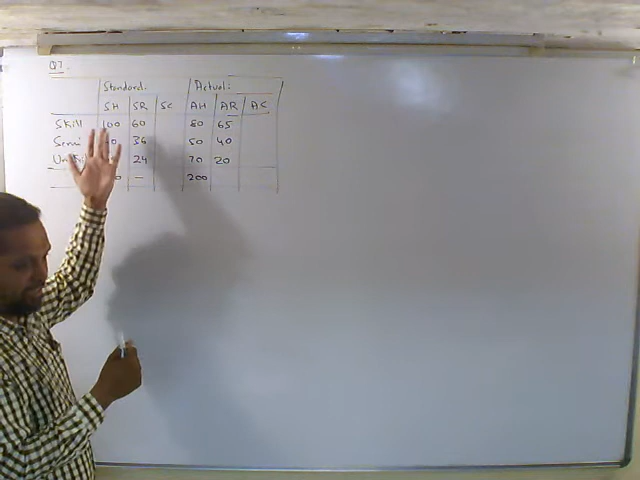 Q7.
Standard: Actual:
SH SR SC AH AR AC
Skill 100 60 80 65
Semi 36 50 40
24 70 20
- 200